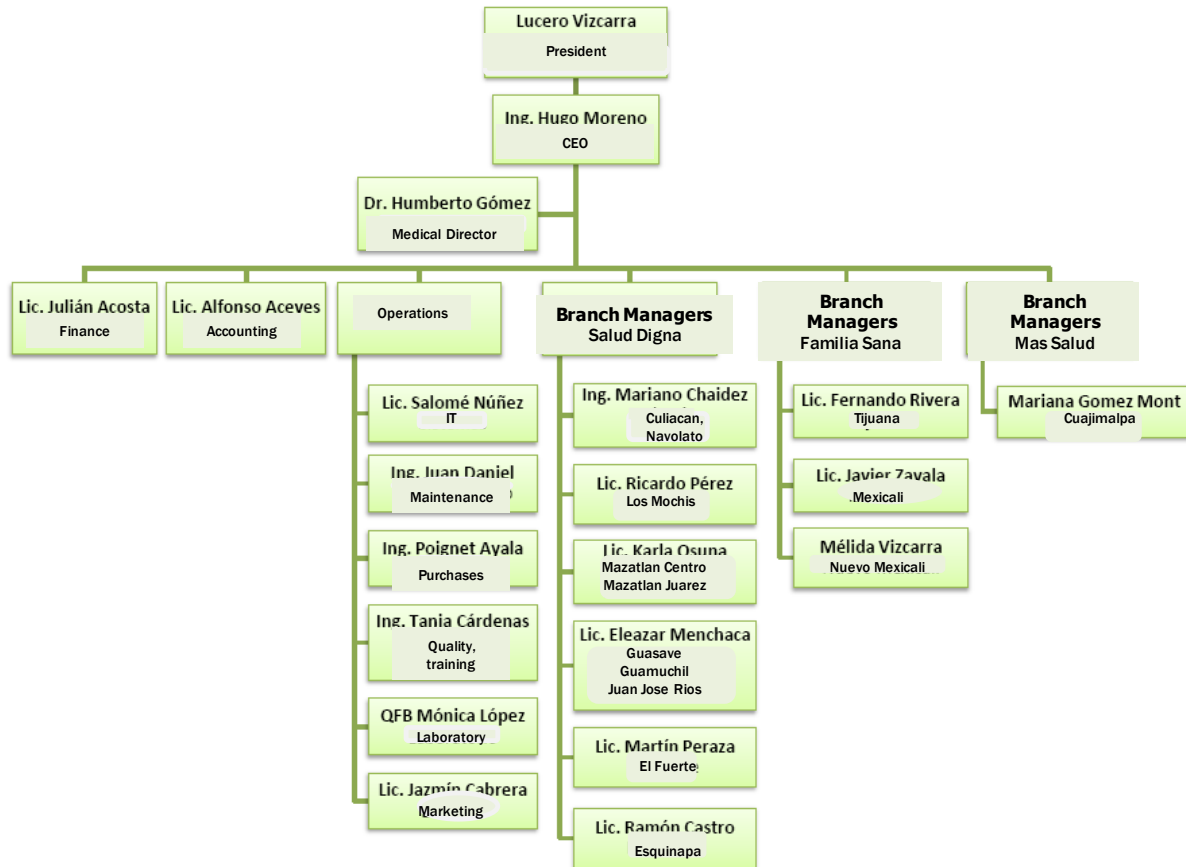 Lucero Vizcarra
President
Ing. Hugo Moreno
CEO
Dr. Humberto Gómez
Medical Director
Lic. Julián Acosta
Finance
Lic. Alfonso Aceves
Accounting
Operations
Branch Managers
Salud Digna
Branch
Managers
Familia Sana
Branch
Managers
Mas Salud
Lic. Salomé Núñez
IT
Ing. Juan Daniel
Maintenance
Ing. Poignet Ayala
Purchases
Ing. Tania Cárdenas
Quality,
training
QFB Mónica López
Laboratory
Lic. Jazmín Cabrera
Marketing
Ing. Mariano Chaidez
Culiacan,
Navolato
Lic. Ricardo Pérez
Los Mochis
Lic. Karla Osuna
Mazatlan Centro
Mazatlan Juarez
Lic. Eleazar Menchaca
Guasave
Guamuchil
Juan Jose Rios
Lic. Martín Peraza
El Fuerte
Lic. Ramón Castro
Esquinapa
Lic. Fernando Rivera
Tijuana
Lic. Javier Zavala
Mexicali
Mélida Vizcarra
Nuevo Mexicali
Mariana Gomez Mont
Cuajimalpa